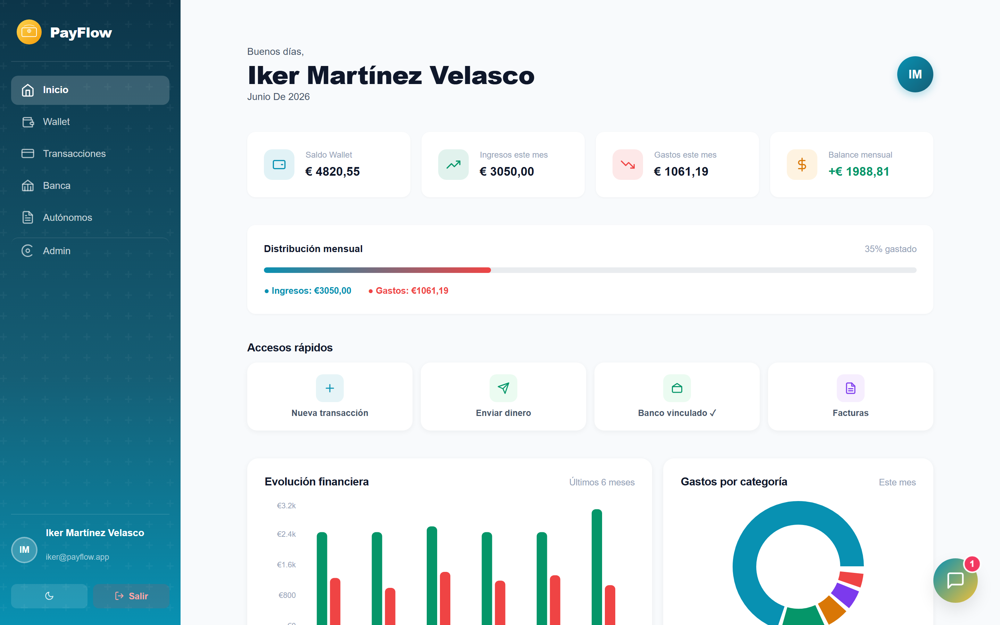 PayFlow
Inicio
Wallet
Transacciones
Banca
Autónomos
Admin
Iker Martínez Velasco
IM
iker@payflow.app
Salir
Buenos días,
Iker Martínez Velasco
Junio De 2026
IM
Saldo Wallet
€ 4820,55
Ingresos este mes
€ 3050,00
Gastos este mes
€ 1061,19
Balance mensual
+€ 1988,81
Distribución mensual
35% gastado
● Ingresos: €3050,00
● Gastos: €1061,19
Accesos rápidos
Nueva transacción
Enviar dinero
Banco vinculado ✓
Facturas
Evolución financiera
Últimos 6 meses
€3.2k
€2.4k
€1.6k
€800
Gastos por categoría
Este mes
1